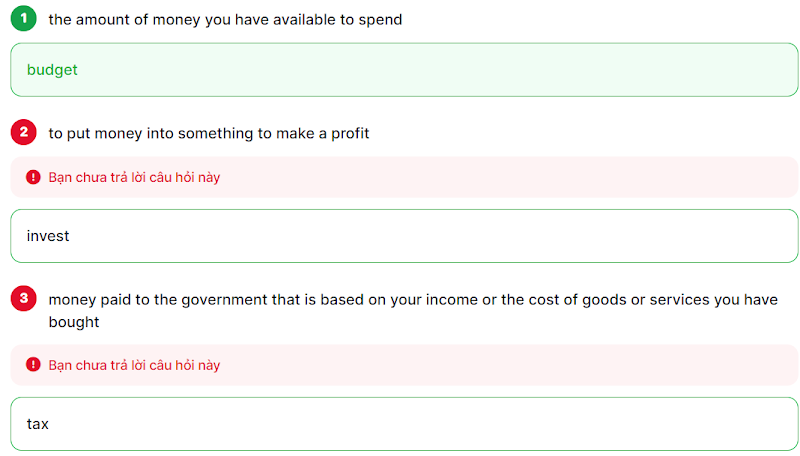 1 the amount of money you have available to spend
budget
2 to put money into something to make a profit
Bạn chưa trả lời câu hỏi này
invest
3 money paid to the government that is based on your income or the cost of goods or services you have
bought
Bạn chưa trả lời câu hỏi này
tax